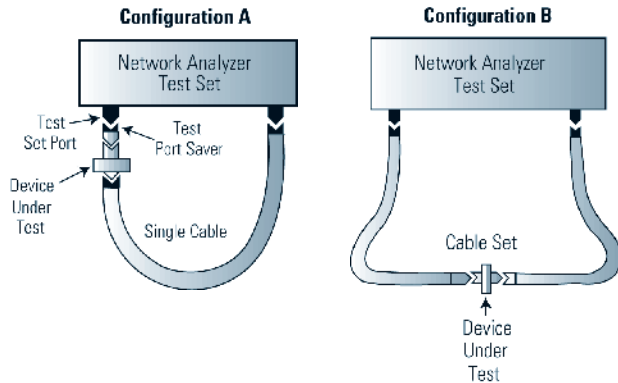 Configuration A
Network Analyzer
Test Set
Test
Set Port
Test
Port Saver
Device
Under
Test
Single Cable
Configuration B
Network Analyzer
Test Set
Cable Set
Device
Under
Test